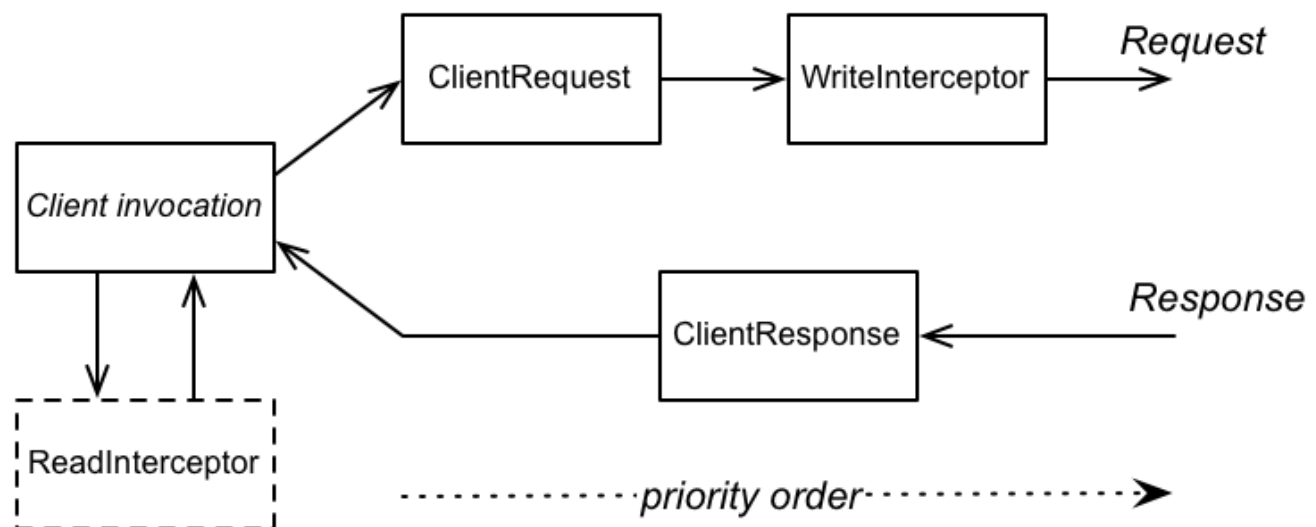 Request
ClientRequest
WriteInterceptor
Client invocation
Response
ClientResponse
ReadInterceptor
priority order